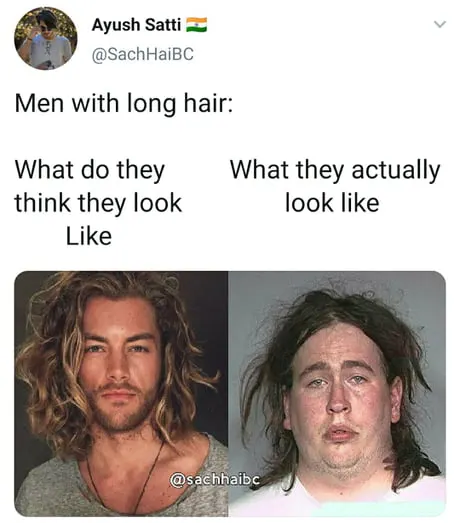 Ayush Satti 🇮🇳
@SachHaiBC
Men with long hair:
What do they
think they look
Like
What they actually
look like
@sachhaibc